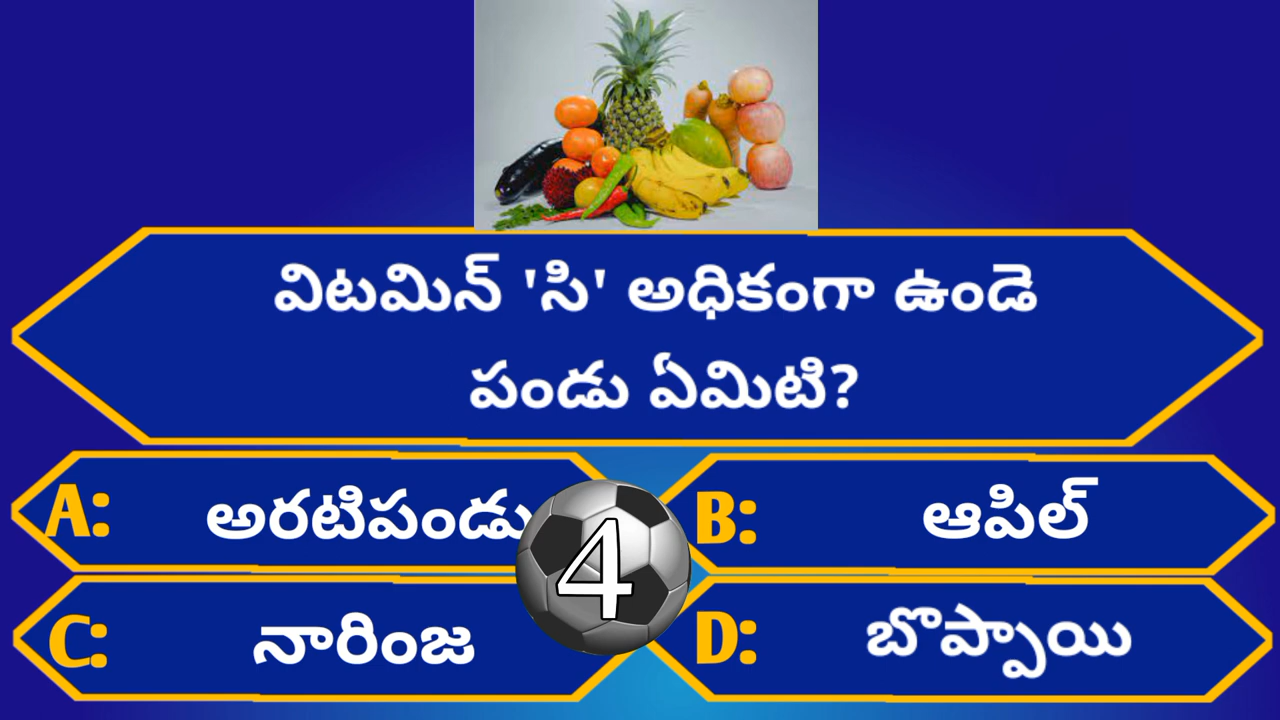 విటమిన్ 'సి' అధికంగా ఉండె
పండు ఏమిటి?
A: అరటిపండు
B: ఆపిల్
4
C: నారింజ
D: బొప్పాయి